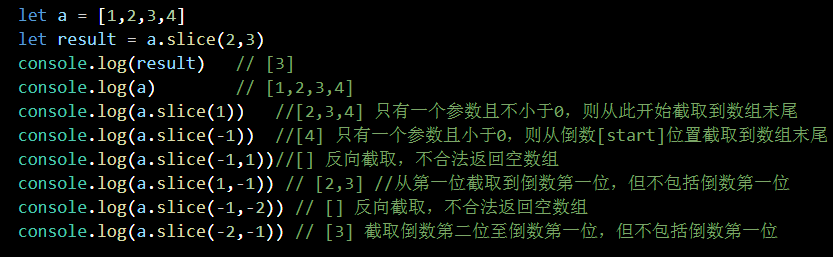 let a = [1,2,3,4]
let result = a.slice(2,3)
console.log(result)   // [3]
console.log(a)        // [1,2,3,4]
console.log(a.slice(1))   //[2,3,4] 只有一个参数且不小于0，则从此开始截取到数组末尾
console.log(a.slice(-1))  //[4] 只有一个参数且小于0，则从倒数[start]位置截取到数组末尾
console.log(a.slice(-1,1))//[] 反向截取，不合法返回空数组
console.log(a.slice(1,-1)) // [2,3] //从第一位截取到倒数第一位，但不包括倒数第一位
console.log(a.slice(-1,-2)) // [] 反向截取，不合法返回空数组
console.log(a.slice(-2,-1)) // [3] 截取倒数第二位至倒数第一位，但不包括倒数第一位